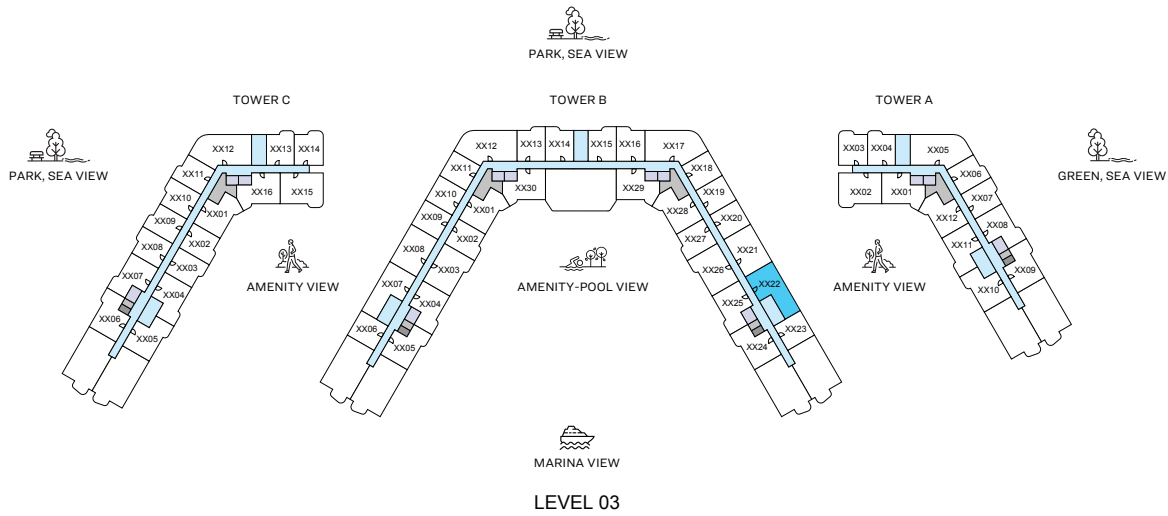 PARK, SEA VIEW
TOWER C
TOWER B
TOWER A
PARK, SEA VIEW
GREEN, SEA VIEW
XX12
XX13
XX14
XX11
XX10
XX09
XX08
XX07
XX06
XX16
XX15
XX01
XX02
XX03
XX04
XX05
AMENITY VIEW
XX12
XX13
XX14
XX15
XX16
XX17
XX11
XX10
XX09
XX08
XX07
XX06
XX30
XX01
XX02
XX03
XX04
XX05
AMENITY-POOL VIEW
XX29
XX28
XX27
XX26
XX25
XX24
XX18
XX19
XX20
XX21
XX22
XX23
AMENITY VIEW
XX03
XX04
XX05
XX02
XX01
XX12
XX11
XX10
XX06
XX07
XX08
XX09
MARINA VIEW
LEVEL 03